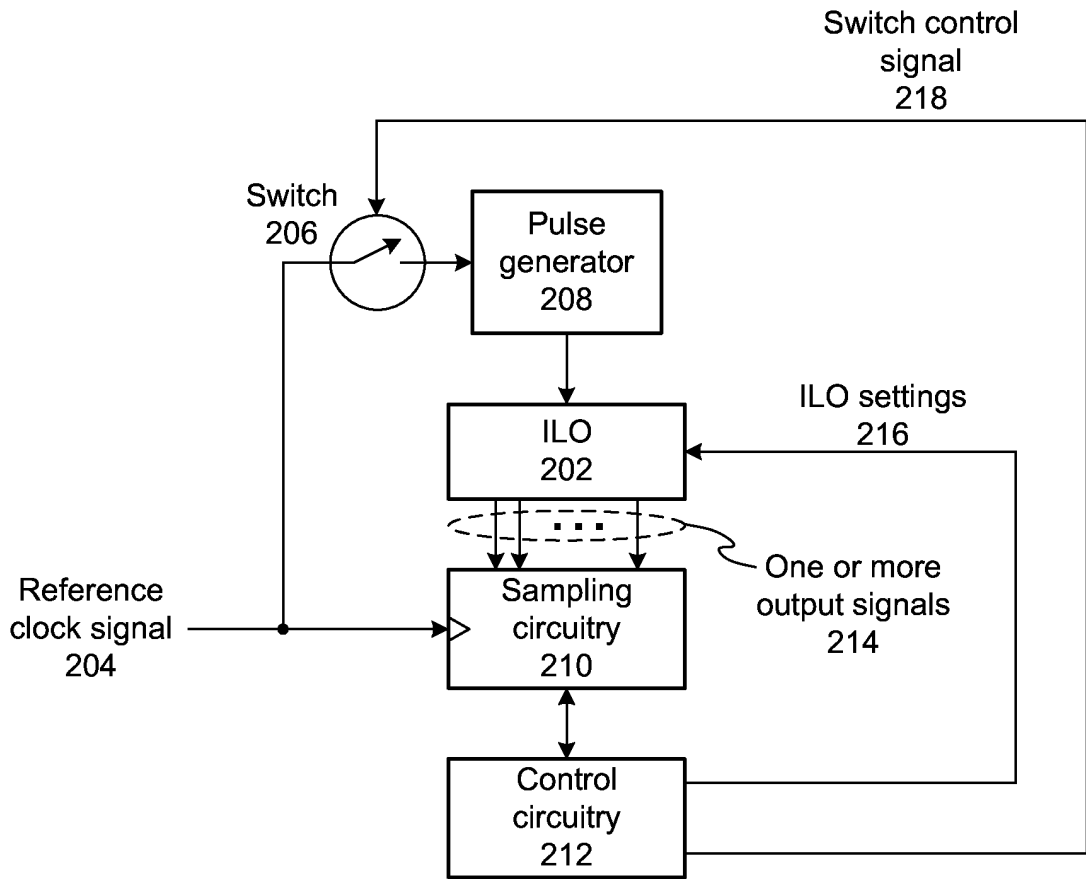 Switch control
signal
218
Switch
206
Pulse
generator
208
ILO settings
216
ILO
202
One or more
output signals
214
Reference
clock signal
204
Sampling
circuitry
210
Control
circuitry
212